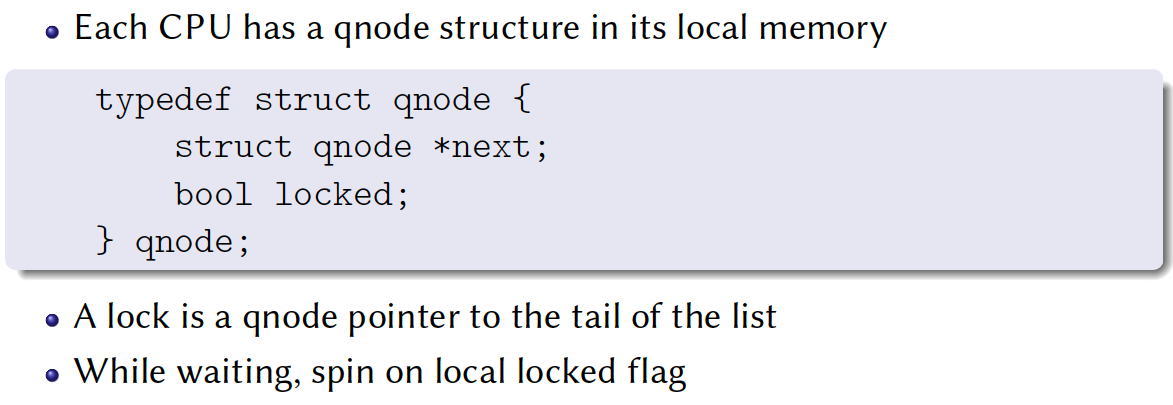 Each CPU has a qnode structure in its local memory
typedef struct qnode {
    struct qnode *next;
    bool locked;
} qnode;
A lock is a qnode pointer to the tail of the list
While waiting, spin on local locked flag